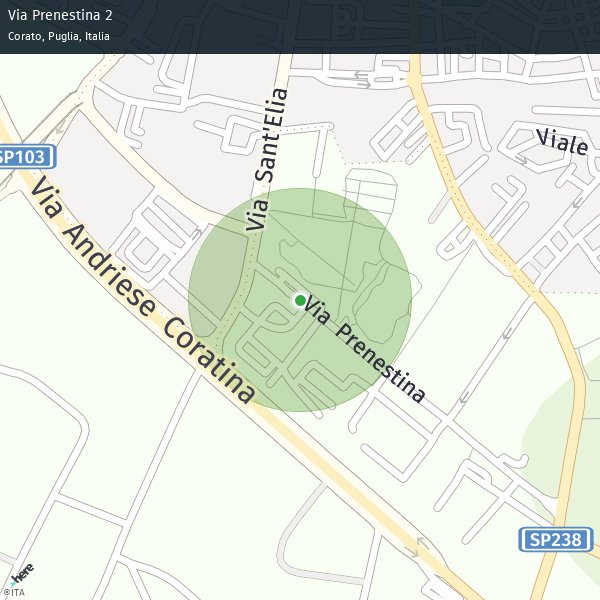 Via Prenestina 2
Corato, Puglia, Italia
Via Sant'Elia
Viale
SP103
Via Andriese Coratina
Via Prenestina
SP238
here
©ITA